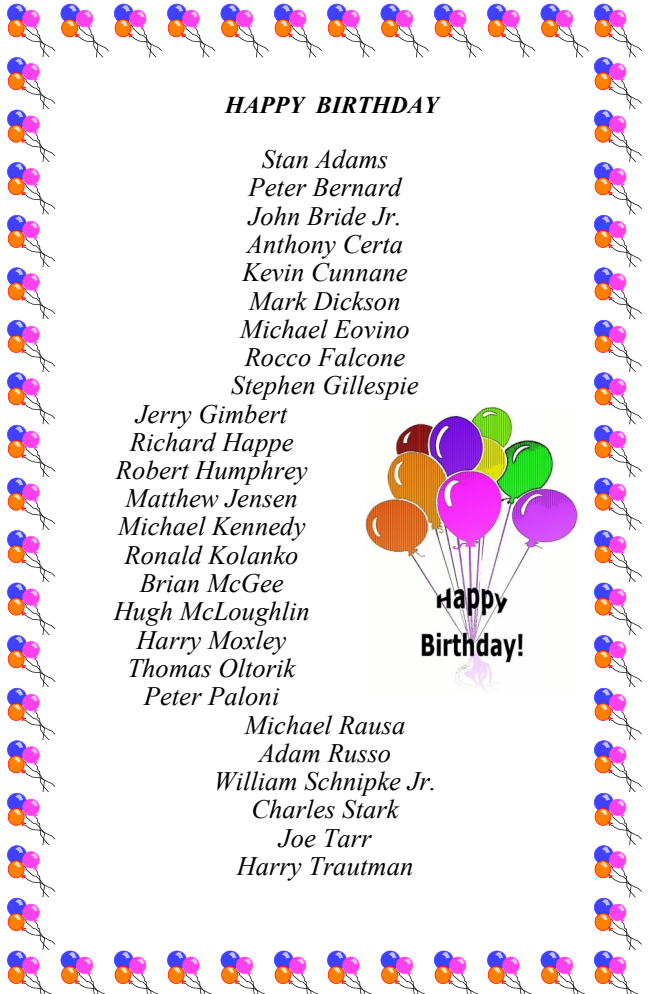 HAPPY BIRTHDAY
Stan Adams
Peter Bernard
John Bride Jr.
Anthony Certa
Kevin Cunnane
Mark Dickson
Michael Eovino
Rocco Falcone
Stephen Gillespie
Jerry Gimbert
Richard Happe
Robert Humphrey
Matthew Jensen
Michael Kennedy
Ronald Kolanko
Brian McGee
Hugh McLoughlin
Harry Moxley
Thomas Oltorik
Peter Paloni
Happy
Birthday!
Michael Rausa
Adam Russo
William Schnipke Jr.
Charles Stark
Joe Tarr
Harry Trautman